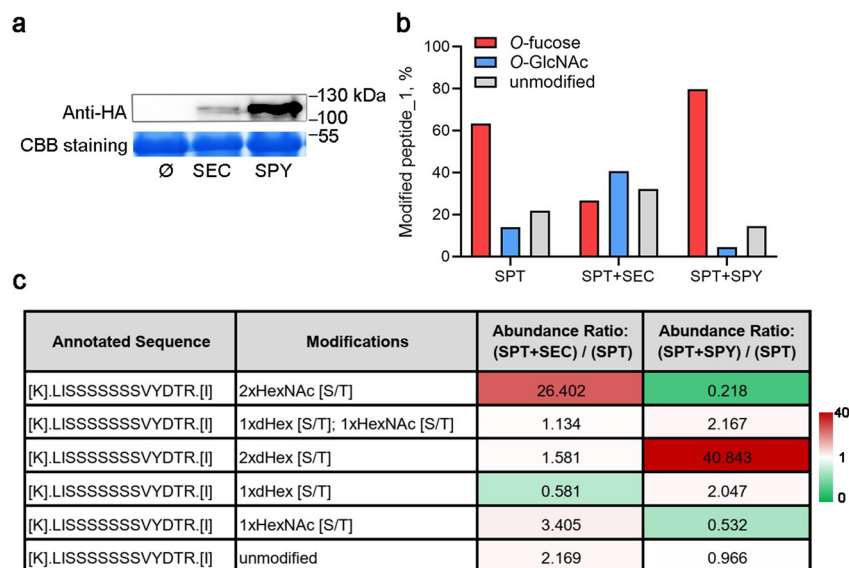 a
Anti-HA
130 kDa
100
55
CBB staining
Ø SEC SPY
b
Modified peptide_1, %
100
80
60
40
20
0
O-fucose
O-GlcNAc
unmodified
SPT SPT+SEC SPT+SPY
c
Annotated Sequence Modifications Abundance Ratio: (SPT+SEC) / (SPT) Abundance Ratio: (SPT+SPY) / (SPT)
[K].LISSSSSSSVYDTR.[I] 2xHexNAc [S/T] 26.402 0.218
[K].LISSSSSSSVYDTR.[I] 1xdHex [S/T]; 1xHexNAc [S/T] 1.134 2.167
[K].LISSSSSSSVYDTR.[I] 2xdHex [S/T] 1.581 40.843
[K].LISSSSSSSVYDTR.[I] 1xdHex [S/T] 0.581 2.047
[K].LISSSSSSSVYDTR.[I] 1xHexNAc [S/T] 3.405 0.532
[K].LISSSSSSSVYDTR.[I] unmodified 2.169 0.966
40
1
0